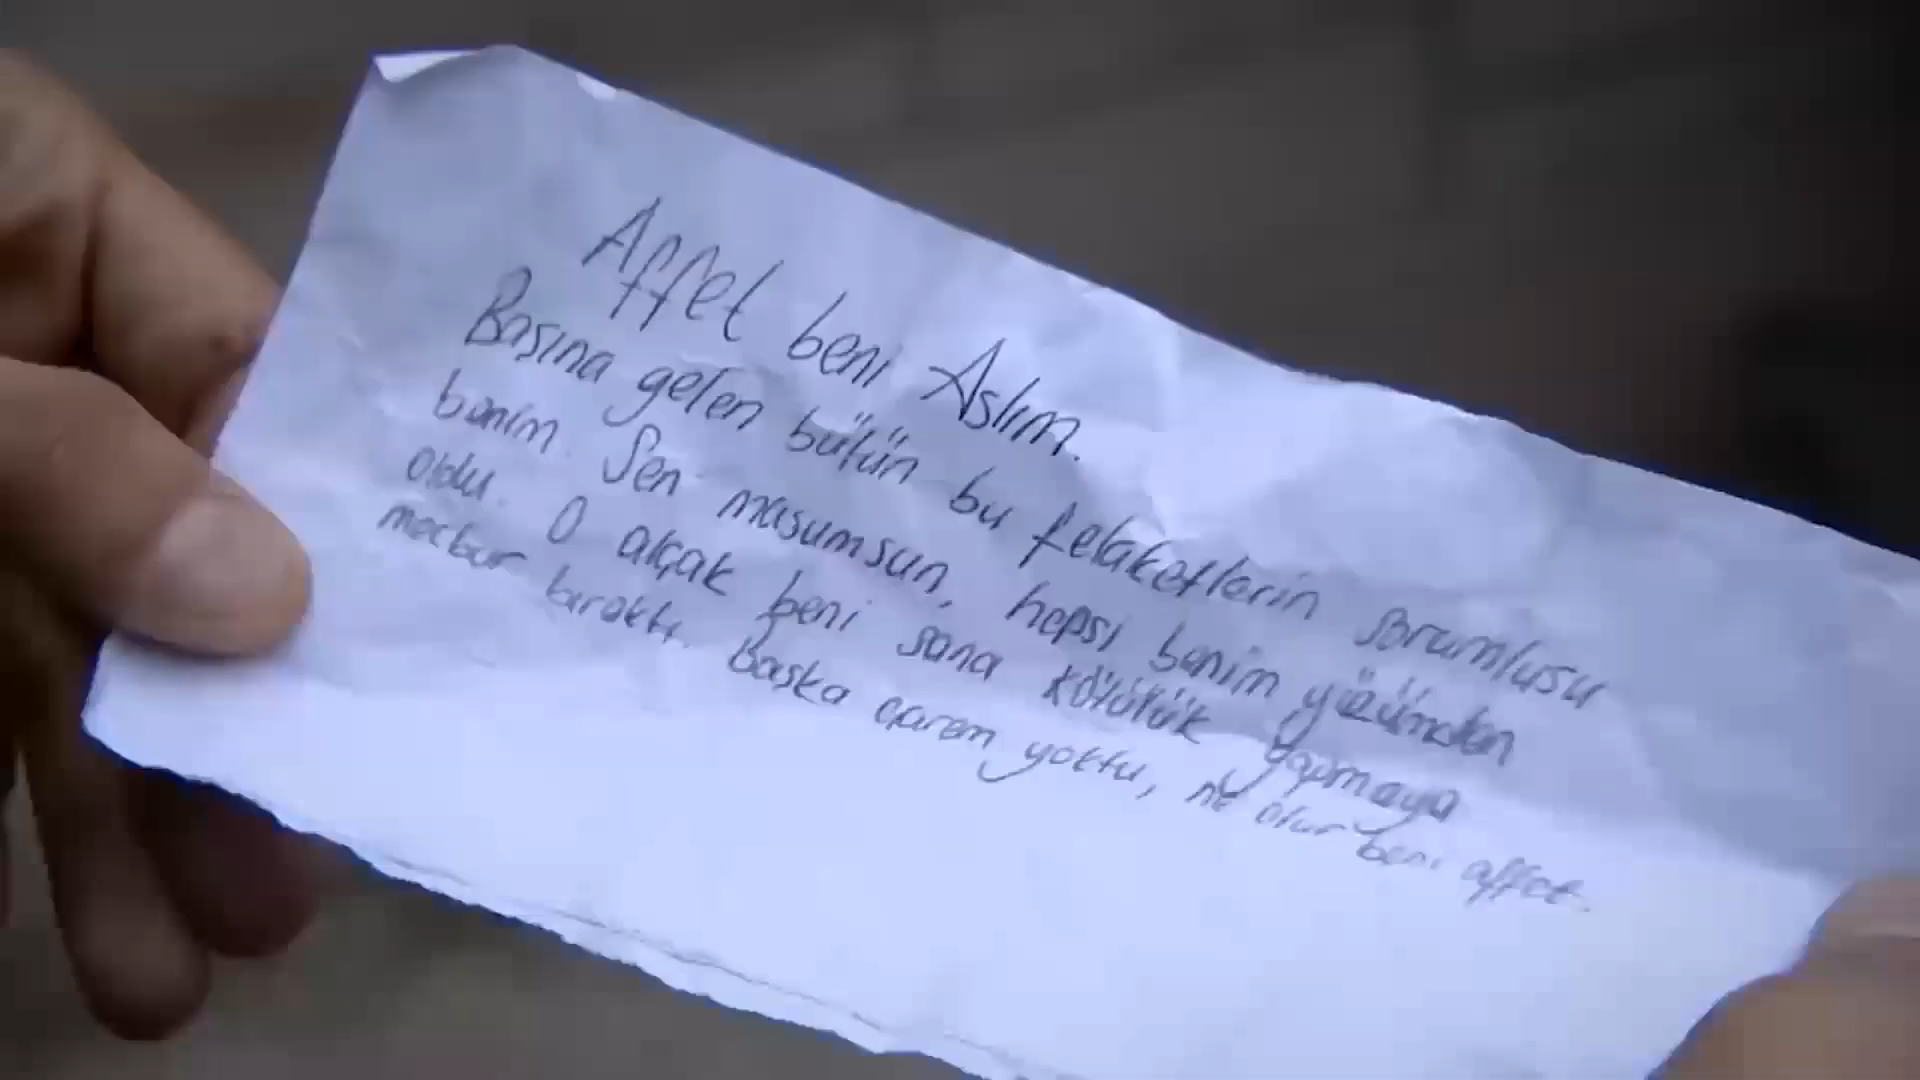 Affet beni Aslım.
Başına gelen bütün bu felaketlerin sorumlusu
benim. Sen masumsun, hepsi benim yüzümden
oldu. O alçak beni sana kötülük yapmaya
mecbur bıraktı. Başka çarem yoktu, ne olur beni affet.